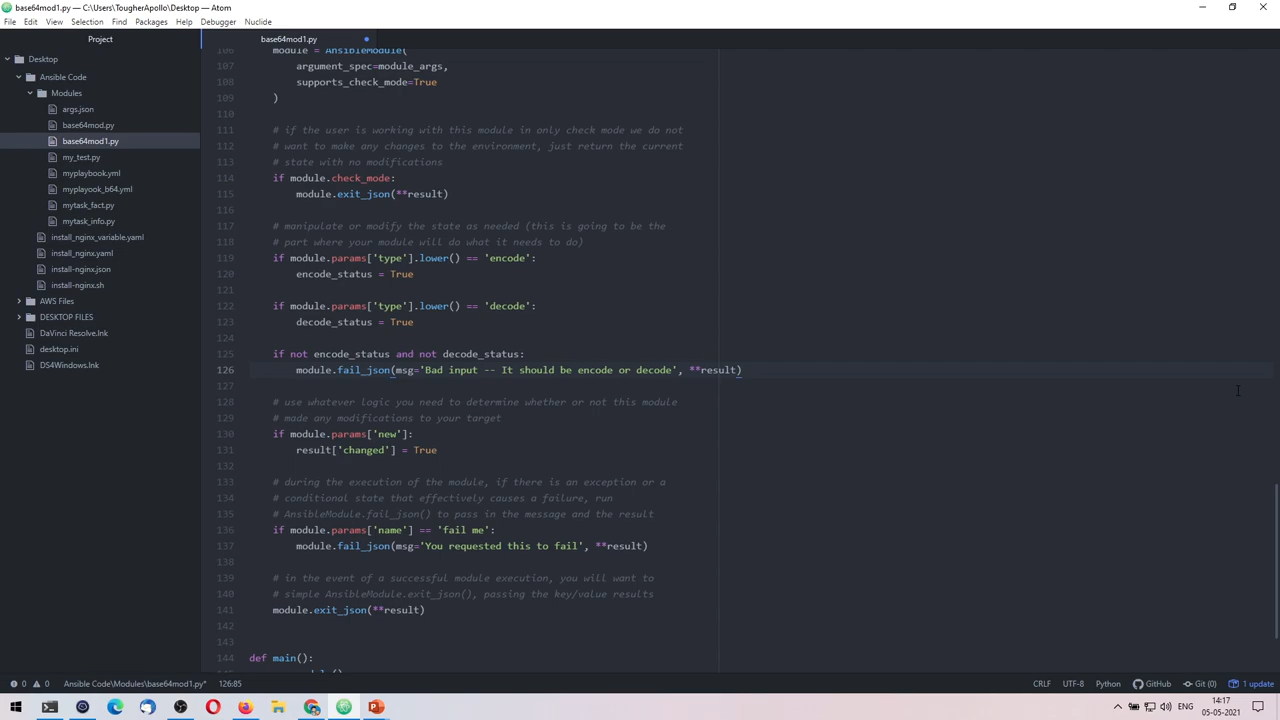 base64mod1.py — C:\Users\TougherApollo\Desktop — Atom
File Edit View Selection Find Packages Help Debugger Nuclide
Project
base64mod1.py
Desktop
Ansible Code
Modules
args.json
base64mod.py
base64mod1.py
my_test.py
myplaybook.yml
myplayook_b64.yml
mytask_fact.py
mytask_info.py
install_nginx_variable.yaml
install_nginx.yaml
install-nginx.json
install-nginx.sh
AWS Files
DESKTOP FILES
DaVinci Resolve.lnk
desktop.ini
DS4Windows.lnk
106 module = AnsibleModule(
107 argument_spec=module_args,
108 supports_check_mode=True
109 )
110
111 # if the user is working with this module in only check mode we do not
112 # want to make any changes to the environment, just return the current
113 # state with no modifications
114 if module.check_mode:
115 module.exit_json(**result)
116
117 # manipulate or modify the state as needed (this is going to be the
118 # part where your module will do what it needs to do)
119 if module.params['type'].lower() == 'encode':
120 encode_status = True
121
122 if module.params['type'].lower() == 'decode':
123 decode_status = True
124
125 if not encode_status and not decode_status:
126 module.fail_json(msg='Bad input -- It should be encode or decode', **result)
127
128 # use whatever logic you need to determine whether or not this module
129 # made any modifications to your target
130 if module.params['new']:
131 result['changed'] = True
132
133 # during the execution of the module, if there is an exception or a
134 # conditional state that effectively causes a failure, run
135 # AnsibleModule.fail_json() to pass in the message and the result
136 if module.params['name'] == 'fail me':
137 module.fail_json(msg='You requested this to fail', **result)
138
139 # in the event of a successful module execution, you will want to
140 # simple AnsibleModule.exit_json(), passing the key/value results
141 module.exit_json(**result)
142
143
144 def main():
0 0 Ansible Code\Modules\base64mod1.py* 126:85 CRLF UTF-8 Python GitHub Git (0) 1 update
ENG
14:17
05-05-2021